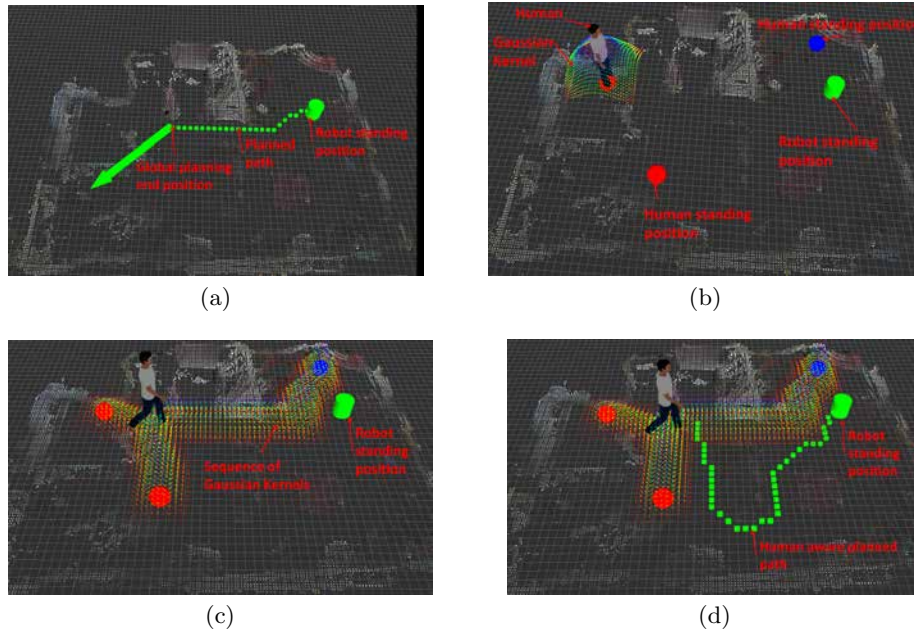 Robot standing
position
Planned
path
Global planning
end position
(a)
Human
Human standing position
Gaussian
Kernel
Robot standing
position
Human standing
position
(b)
Robot
standing
position
Sequence of
Gaussian Kernels
(c)
Robot
standing
position
Human aware planned
path
(d)